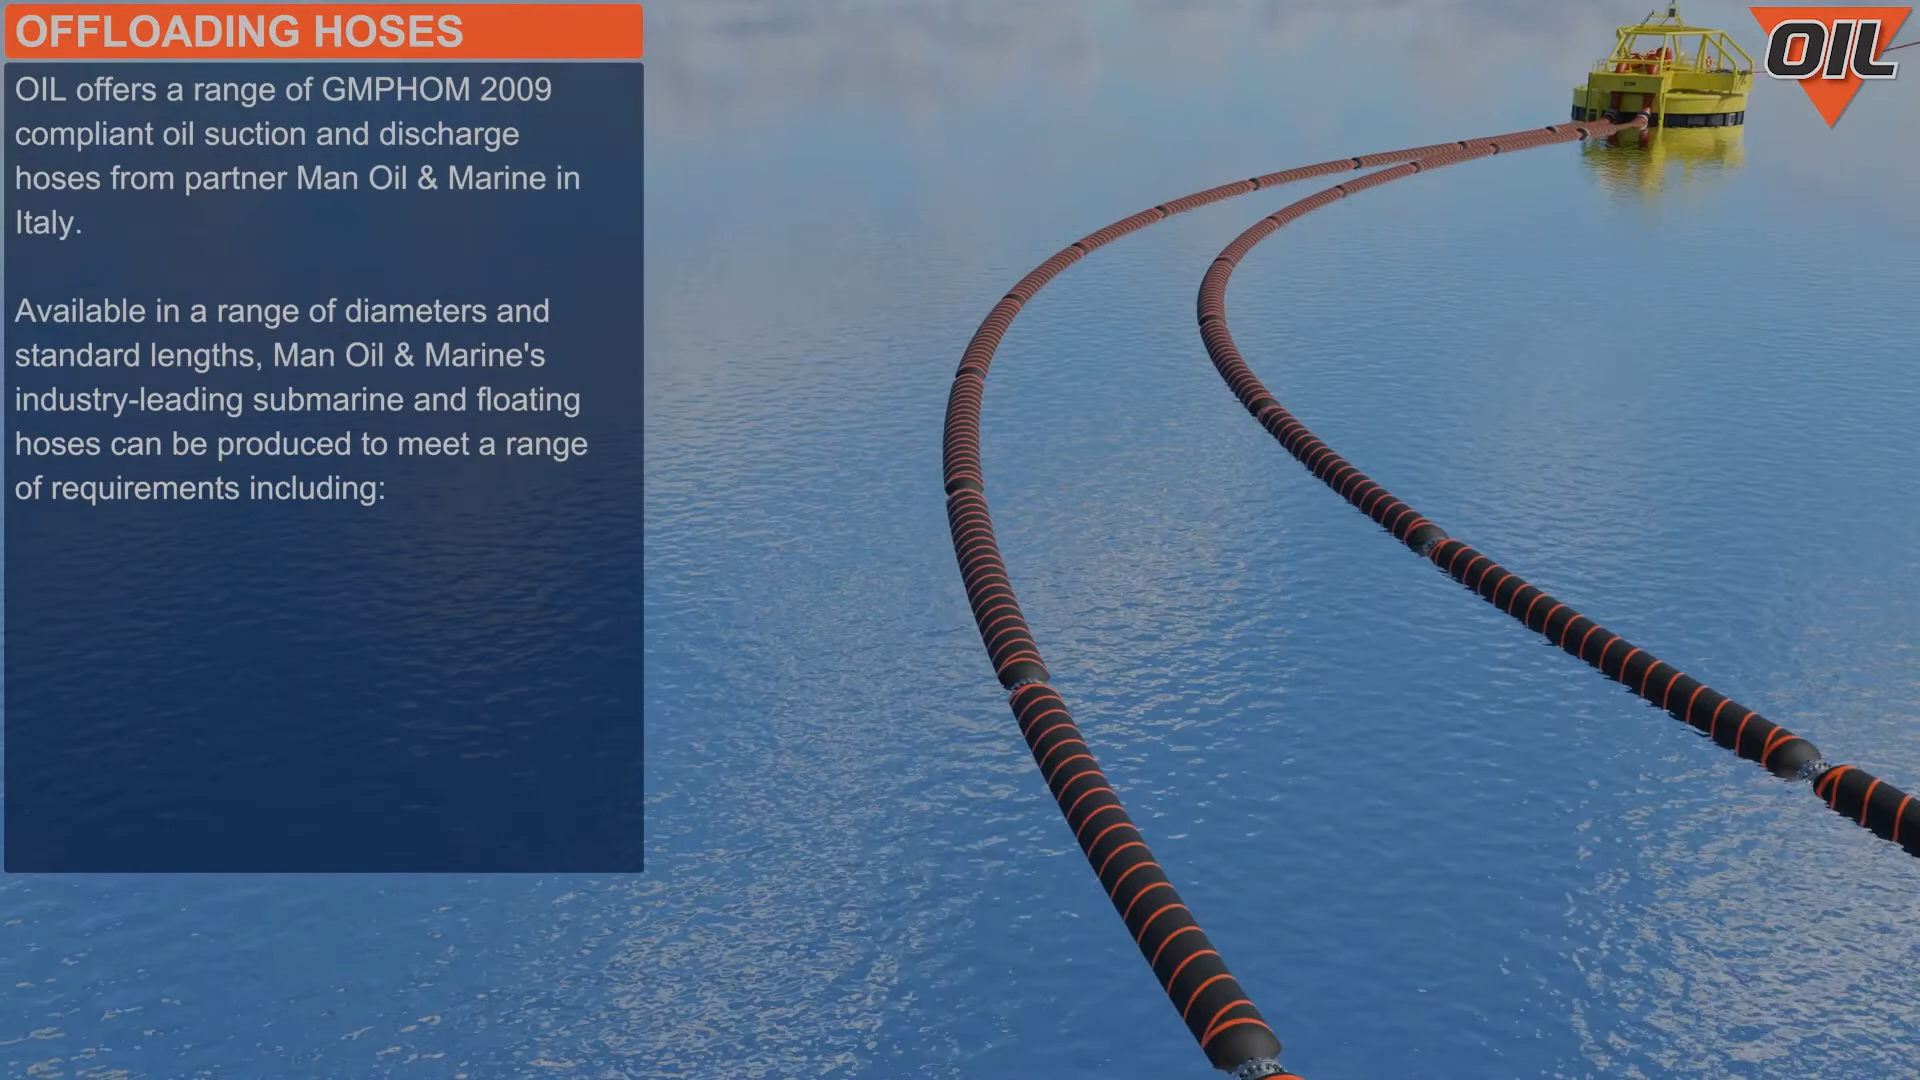 OFFLOADING HOSES
OIL offers a range of GMPHOM 2009
compliant oil suction and discharge
hoses from partner Man Oil & Marine in
Italy.
Available in a range of diameters and
standard lengths, Man Oil & Marine's
industry-leading submarine and floating
hoses can be produced to meet a range
of requirements including:
OIL